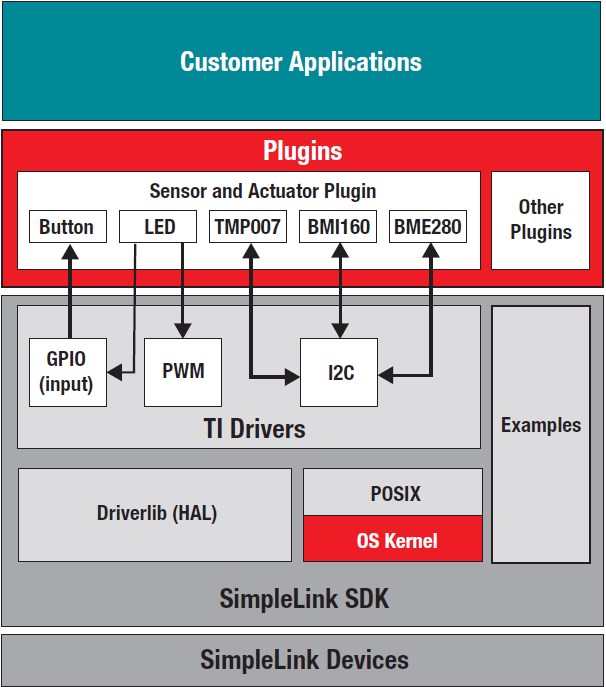 Customer Applications
Plugins
Sensor and Actuator Plugin
Button
LED
TMP007
BMI160
BME280
Other
Plugins
GPIO
(input)
PWM
I2C
TI Drivers
Examples
Driverlib (HAL)
POSIX
OS Kernel
SimpleLink SDK
SimpleLink Devices